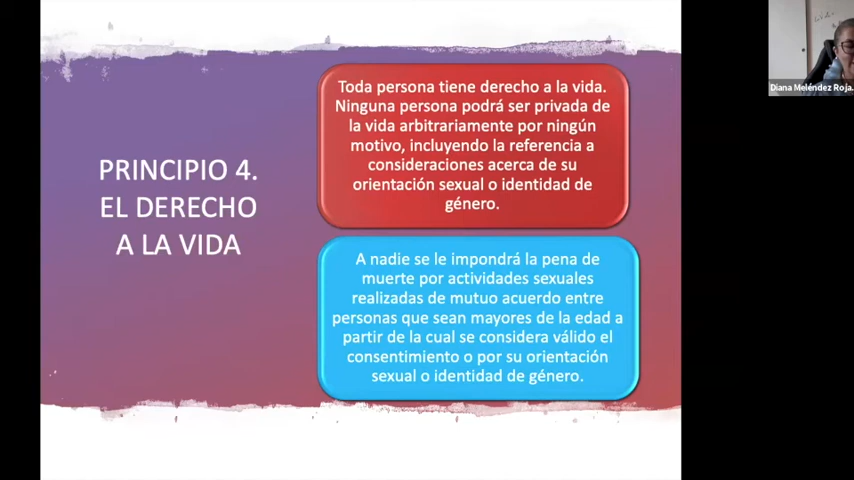 PRINCIPIO 4.
EL DERECHO
A LA VIDA
Toda persona tiene derecho a la vida.
Ninguna persona podrá ser privada de
la vida arbitrariamente por ningún
motivo, incluyendo la referencia a
consideraciones acerca de su
orientación sexual o identidad de
género.
A nadie se le impondrá la pena de
muerte por actividades sexuales
realizadas de mutuo acuerdo entre
personas que sean mayores de la edad a
partir de la cual se considera válido el
consentimiento o por su orientación
sexual o identidad de género.
Diana Meléndez Roja.